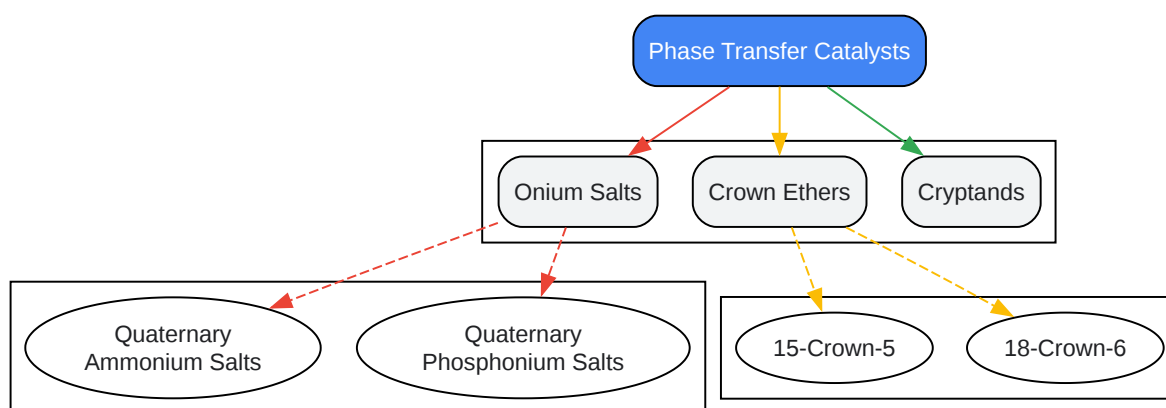 Phase Transfer Catalysts
Onium Salts
Crown Ethers
Cryptands
Quaternary
Ammonium Salts
Quaternary
Phosphonium Salts
15-Crown-5
18-Crown-6